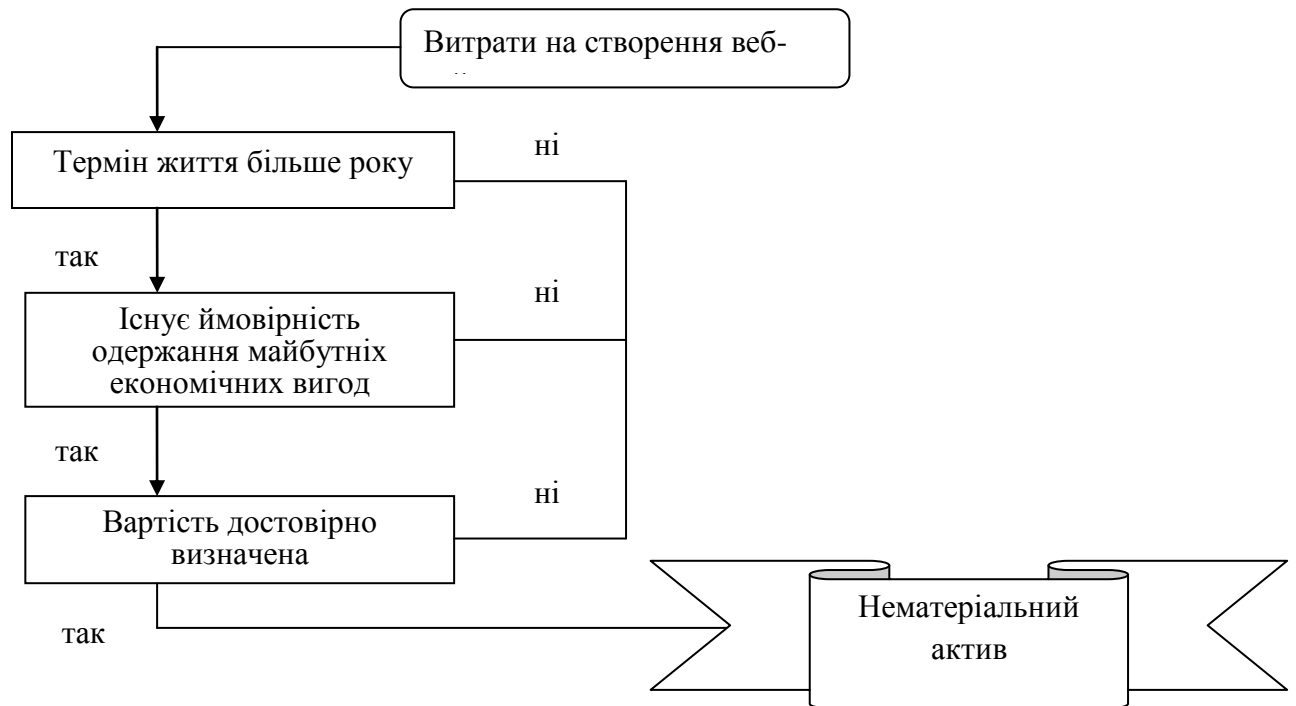 Витрати на створення веб-
Термін життя більше року
ні
так
Існує ймовірність
одержання майбутніх
економічних вигод
ні
так
Вартість достовірно
визначена
ні
так
Нематеріальний
актив